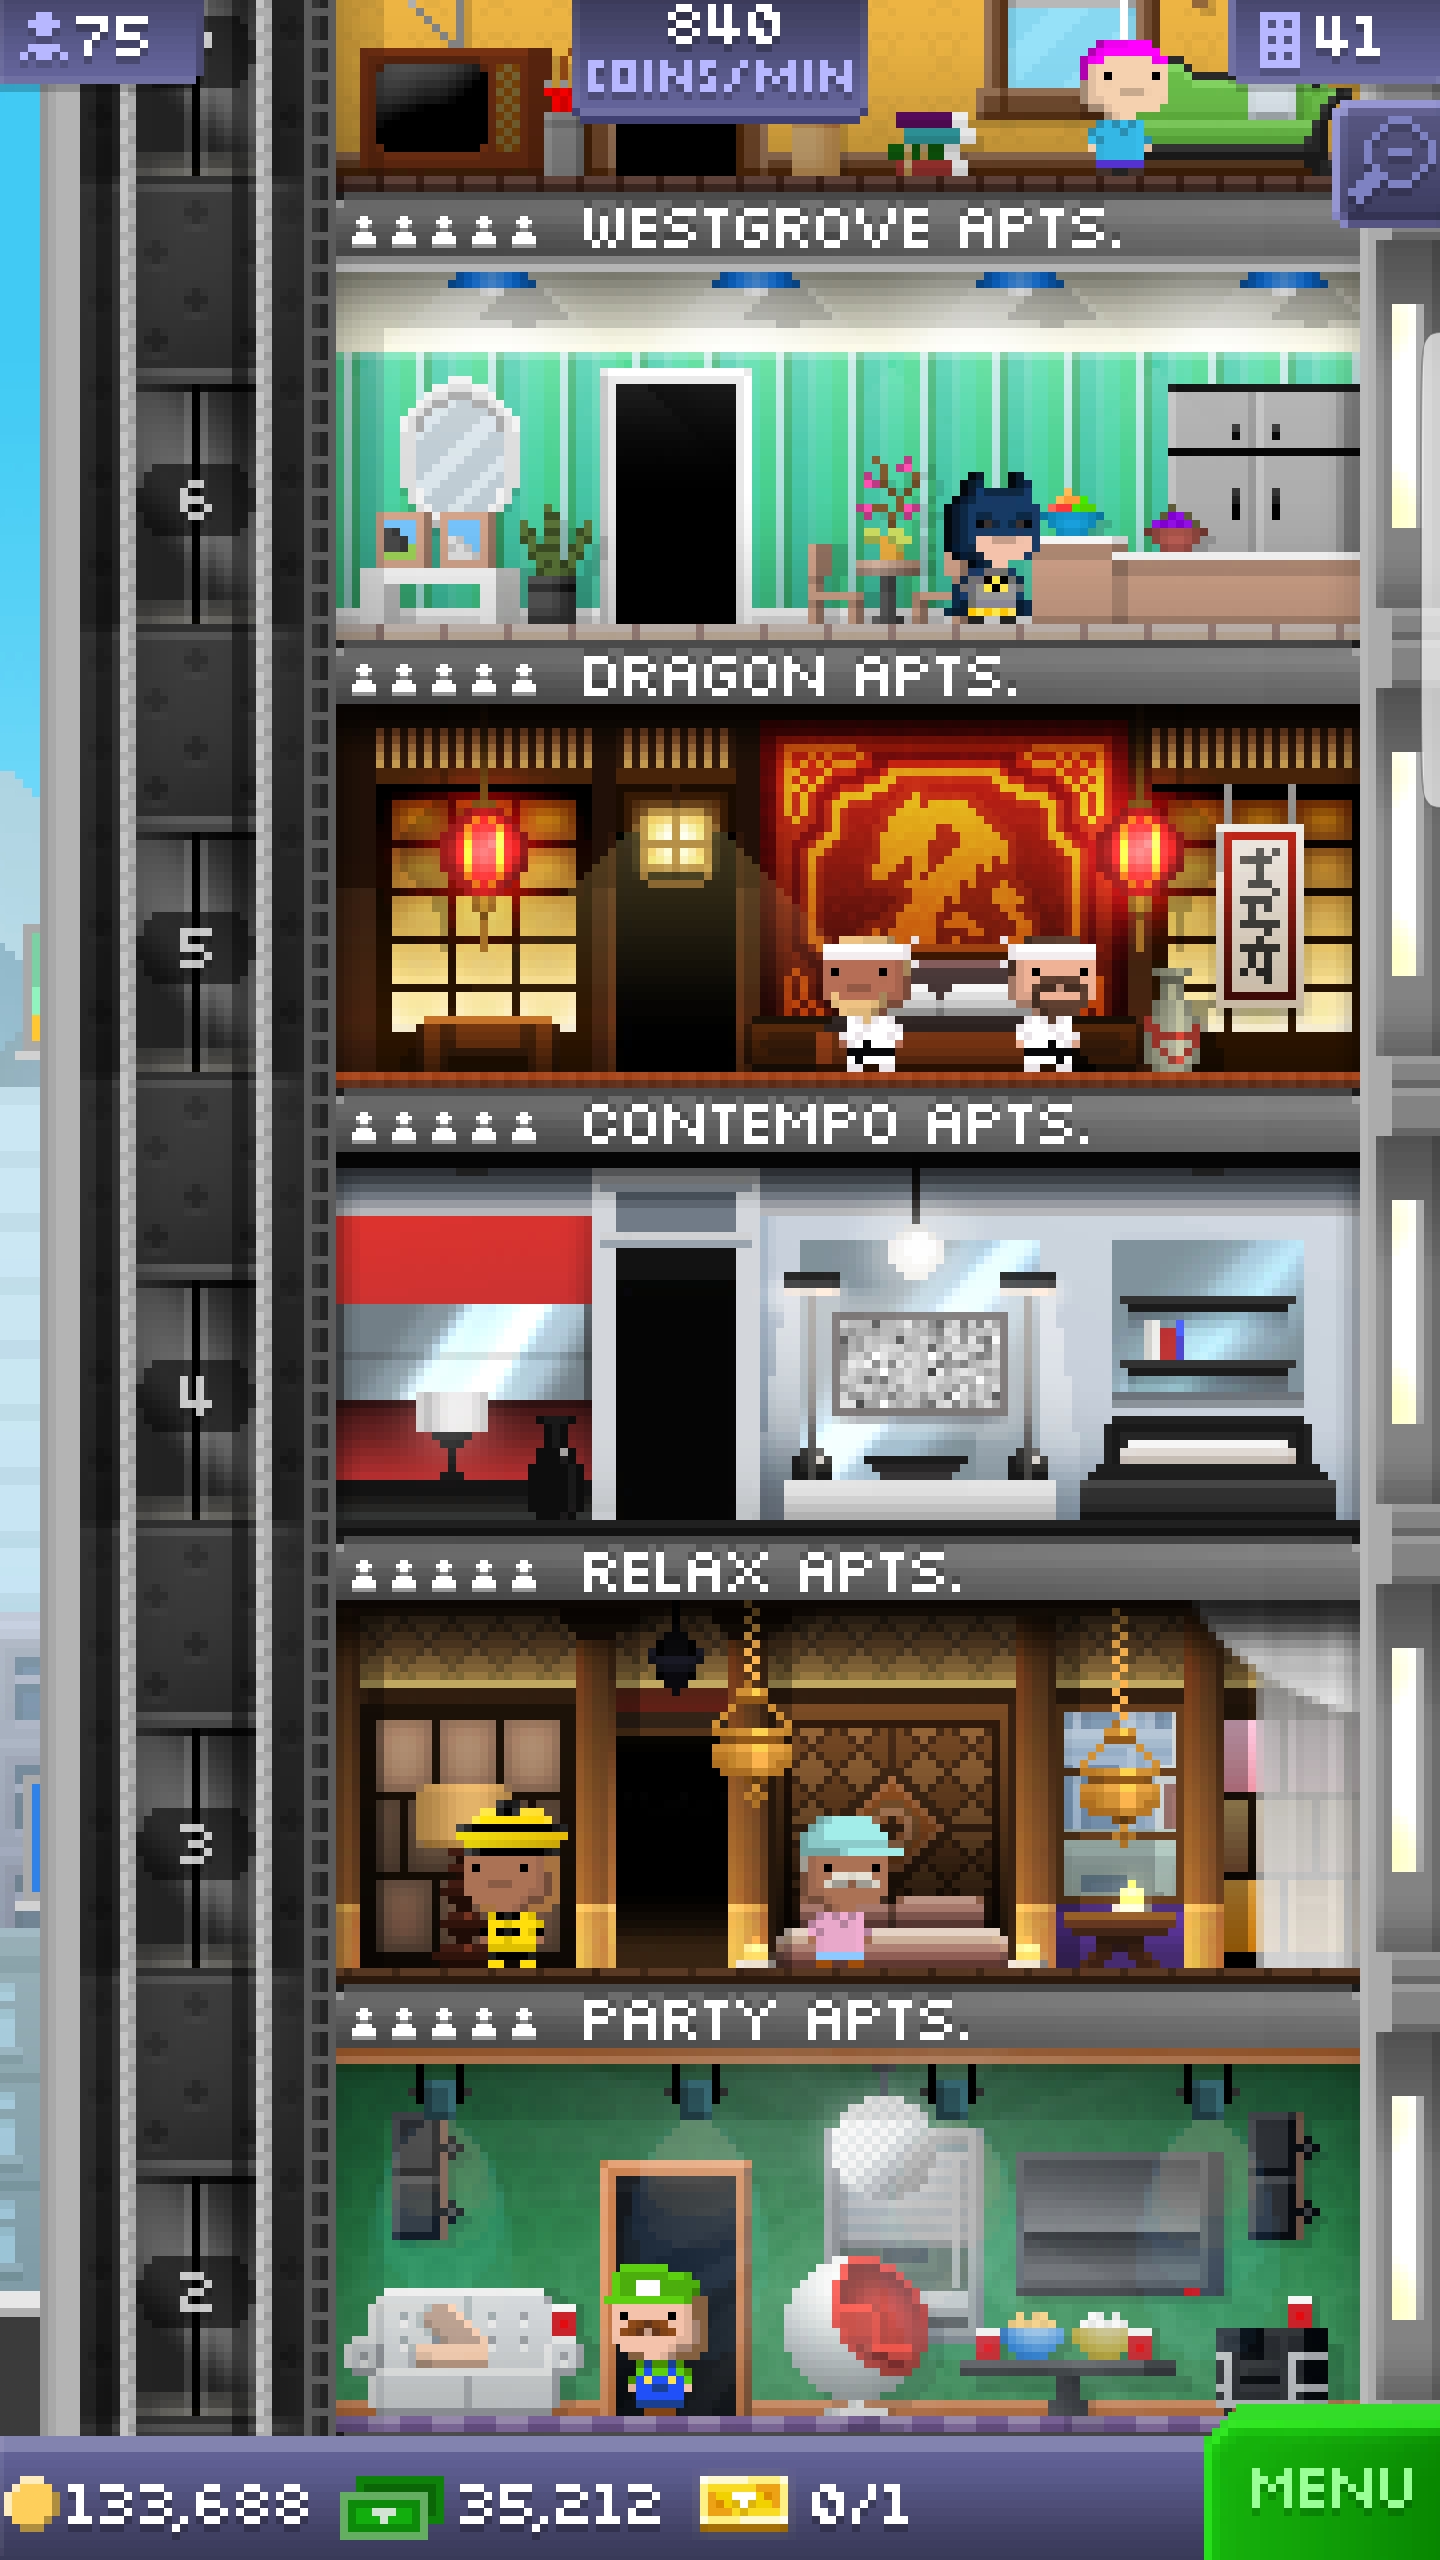 75
840
COINS/MIN
41
WESTGROVE APTS.
6
DRAGON APTS.
5
CONTEMPO APTS.
4
RELAX APTS.
3
PARTY APTS.
2
133,688
35,212
0/1
MENU